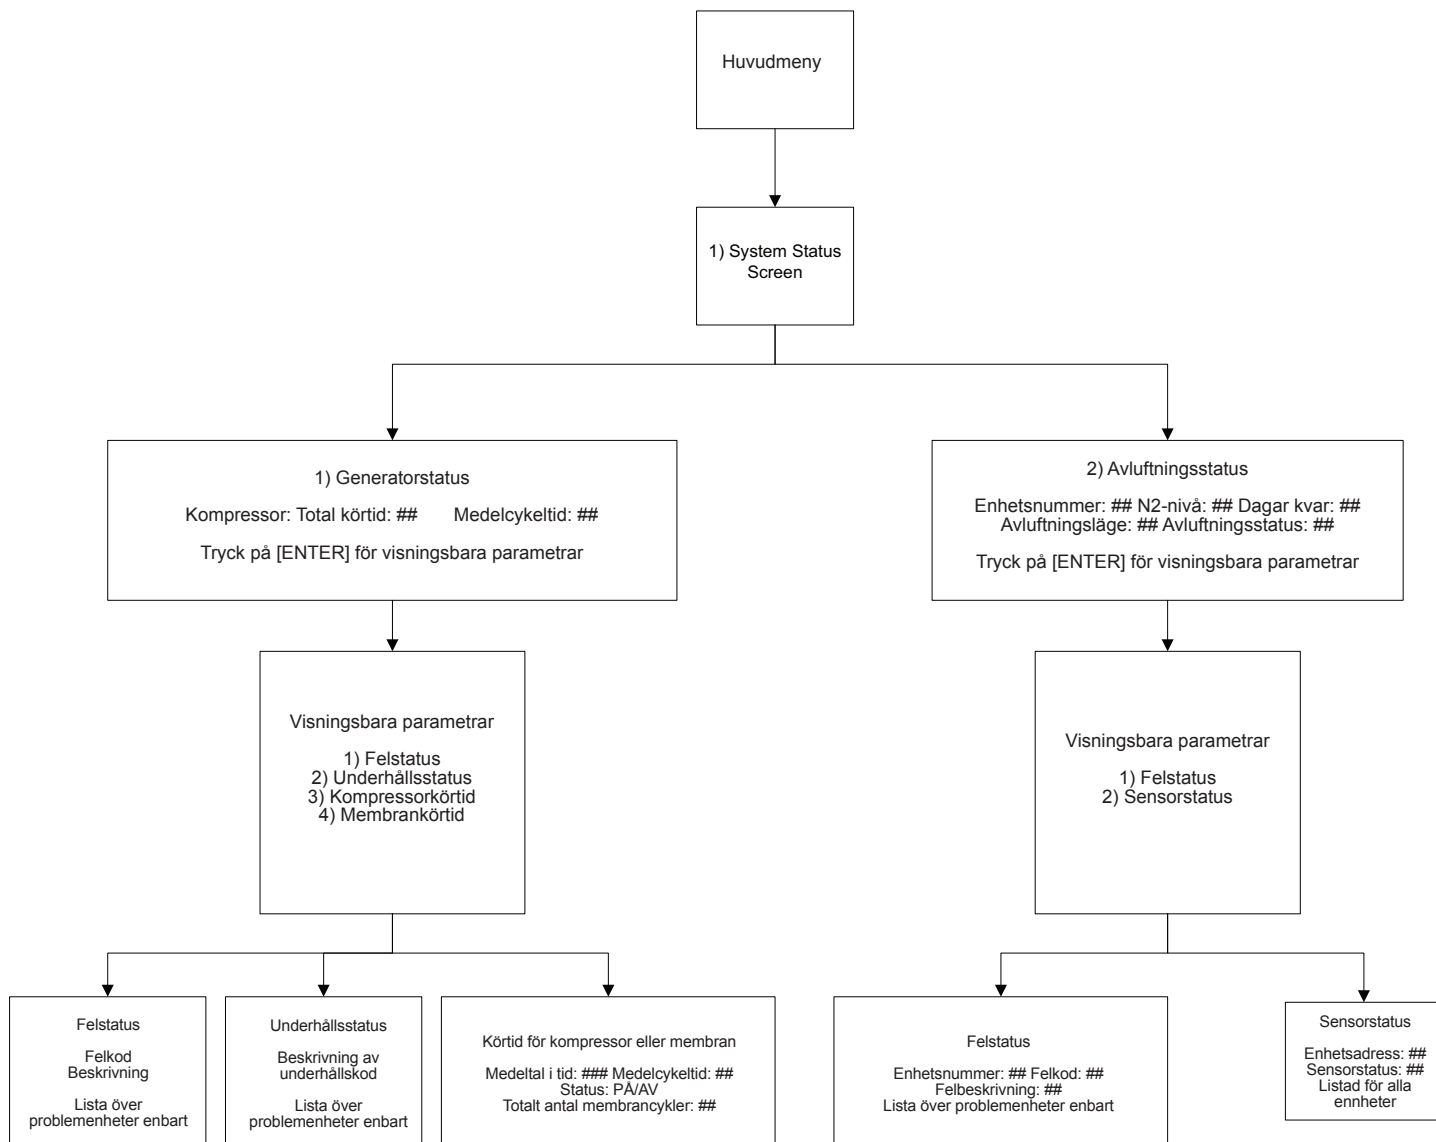 Huvudmeny
1) System Status
Screen
1) Generatorstatus
Kompressor: Total körtid: ## Medelcykeltid: ##
Tryck på [ENTER] för visningsbara parametrar
2) Avluftningsstatus
Enhetsnummer: ## N2-nivå: ## Dagar kvar: ##
Avluftningsläge: ## Avluftningsstatus: ##
Tryck på [ENTER] för visningsbara parametrar
Visningsbara parametrar
1) Felstatus
2) Underhållsstatus
3) Kompressorkörtid
4) Membrankörtid
Visningsbara parametrar
1) Felstatus
2) Sensorstatus
Felstatus
Felkod
Beskrivning
Lista över
problemenheter enbart
Underhållsstatus
Beskrivning av
underhållskod
Lista över
problemenheter enbart
Körtid för kompressor eller membran
Medeltal i tid: ### Medelcykeltid: ##
Status: PÅ/AV
Totalt antal membrancykler: ##
Felstatus
Enhetsnummer: ## Felkod: ##
Felbeskrivning: ##
Lista över problemenheter enbart
Sensorstatus
Enhetsadress: ##
Sensorstatus: ##
Listad för alla
ennheter